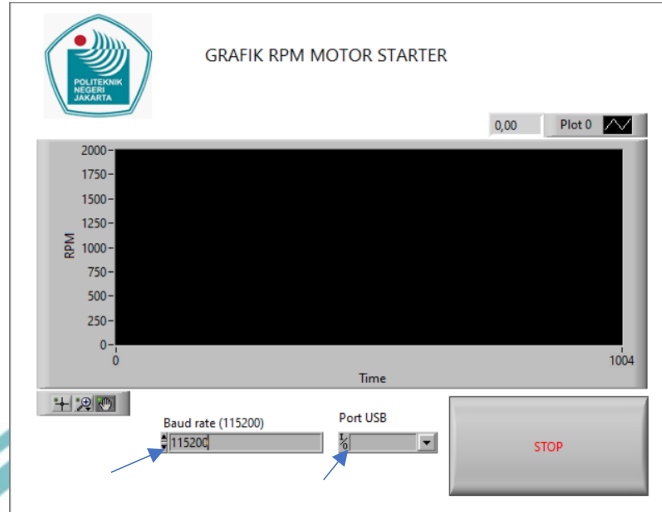 POLITEKNIK
NEGERI
JAKARTA
GRAFIK RPM MOTOR STARTER
0,00
Plot 0
2000
1750
1500
1250
1000
750
500
250
0
RPM
0
1004
Time
Baud rate (115200)
115200
Port USB
I/0
STOP